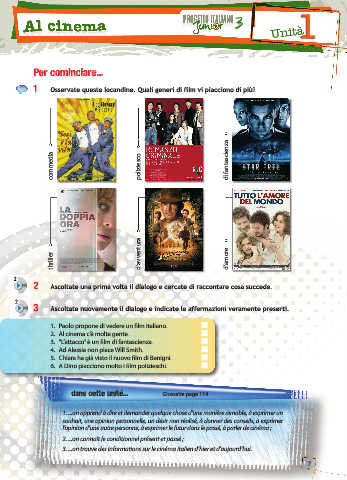 Al cinema
PROGETTO ITALIANO
Junior 3
Unità 1
Per cominciare...
1 Osservate queste locandine. Quali generi di film vi piacciono di più?
commedia
poliziesco
ROMANZO
CRIMINALE
di fantascienza
STAR TREK
thriller
LA
DOPPIA
ORA
d'avventura
d'amore
TUTTO L'AMORE
DEL MONDO
2 Ascoltate una prima volta il dialogo e cercate di raccontare cosa succede.
3 Ascoltate nuovamente il dialogo e indicate le affermazioni veramente presenti.
1. Paolo propone di vedere un film italiano.
2. Al cinema c'è molta gente.
3. "L'attacco" è un film di fantascienza.
4. Ad Alessia non piace Will Smith.
5. Chiara ha già visto il nuovo film di Benigni.
6. A Dino piacciono molto i film polizieschi.
dans cette unité...
Glossaire page 114
1 ...on apprend à dire et demander quelque chose d'une manière aimable, à exprimer un
souhait, une opinion personnelle, un désir non réalisé, à donner des conseils, à exprimer
l'opinion d'une autre personne, à exprimer le futur dans le passé, à parler de cinéma ;
2 ...on connaît le conditionnel présent et passé ;
3 ...on trouve des informations sur le cinéma italien d'hier et d'aujourd'hui.